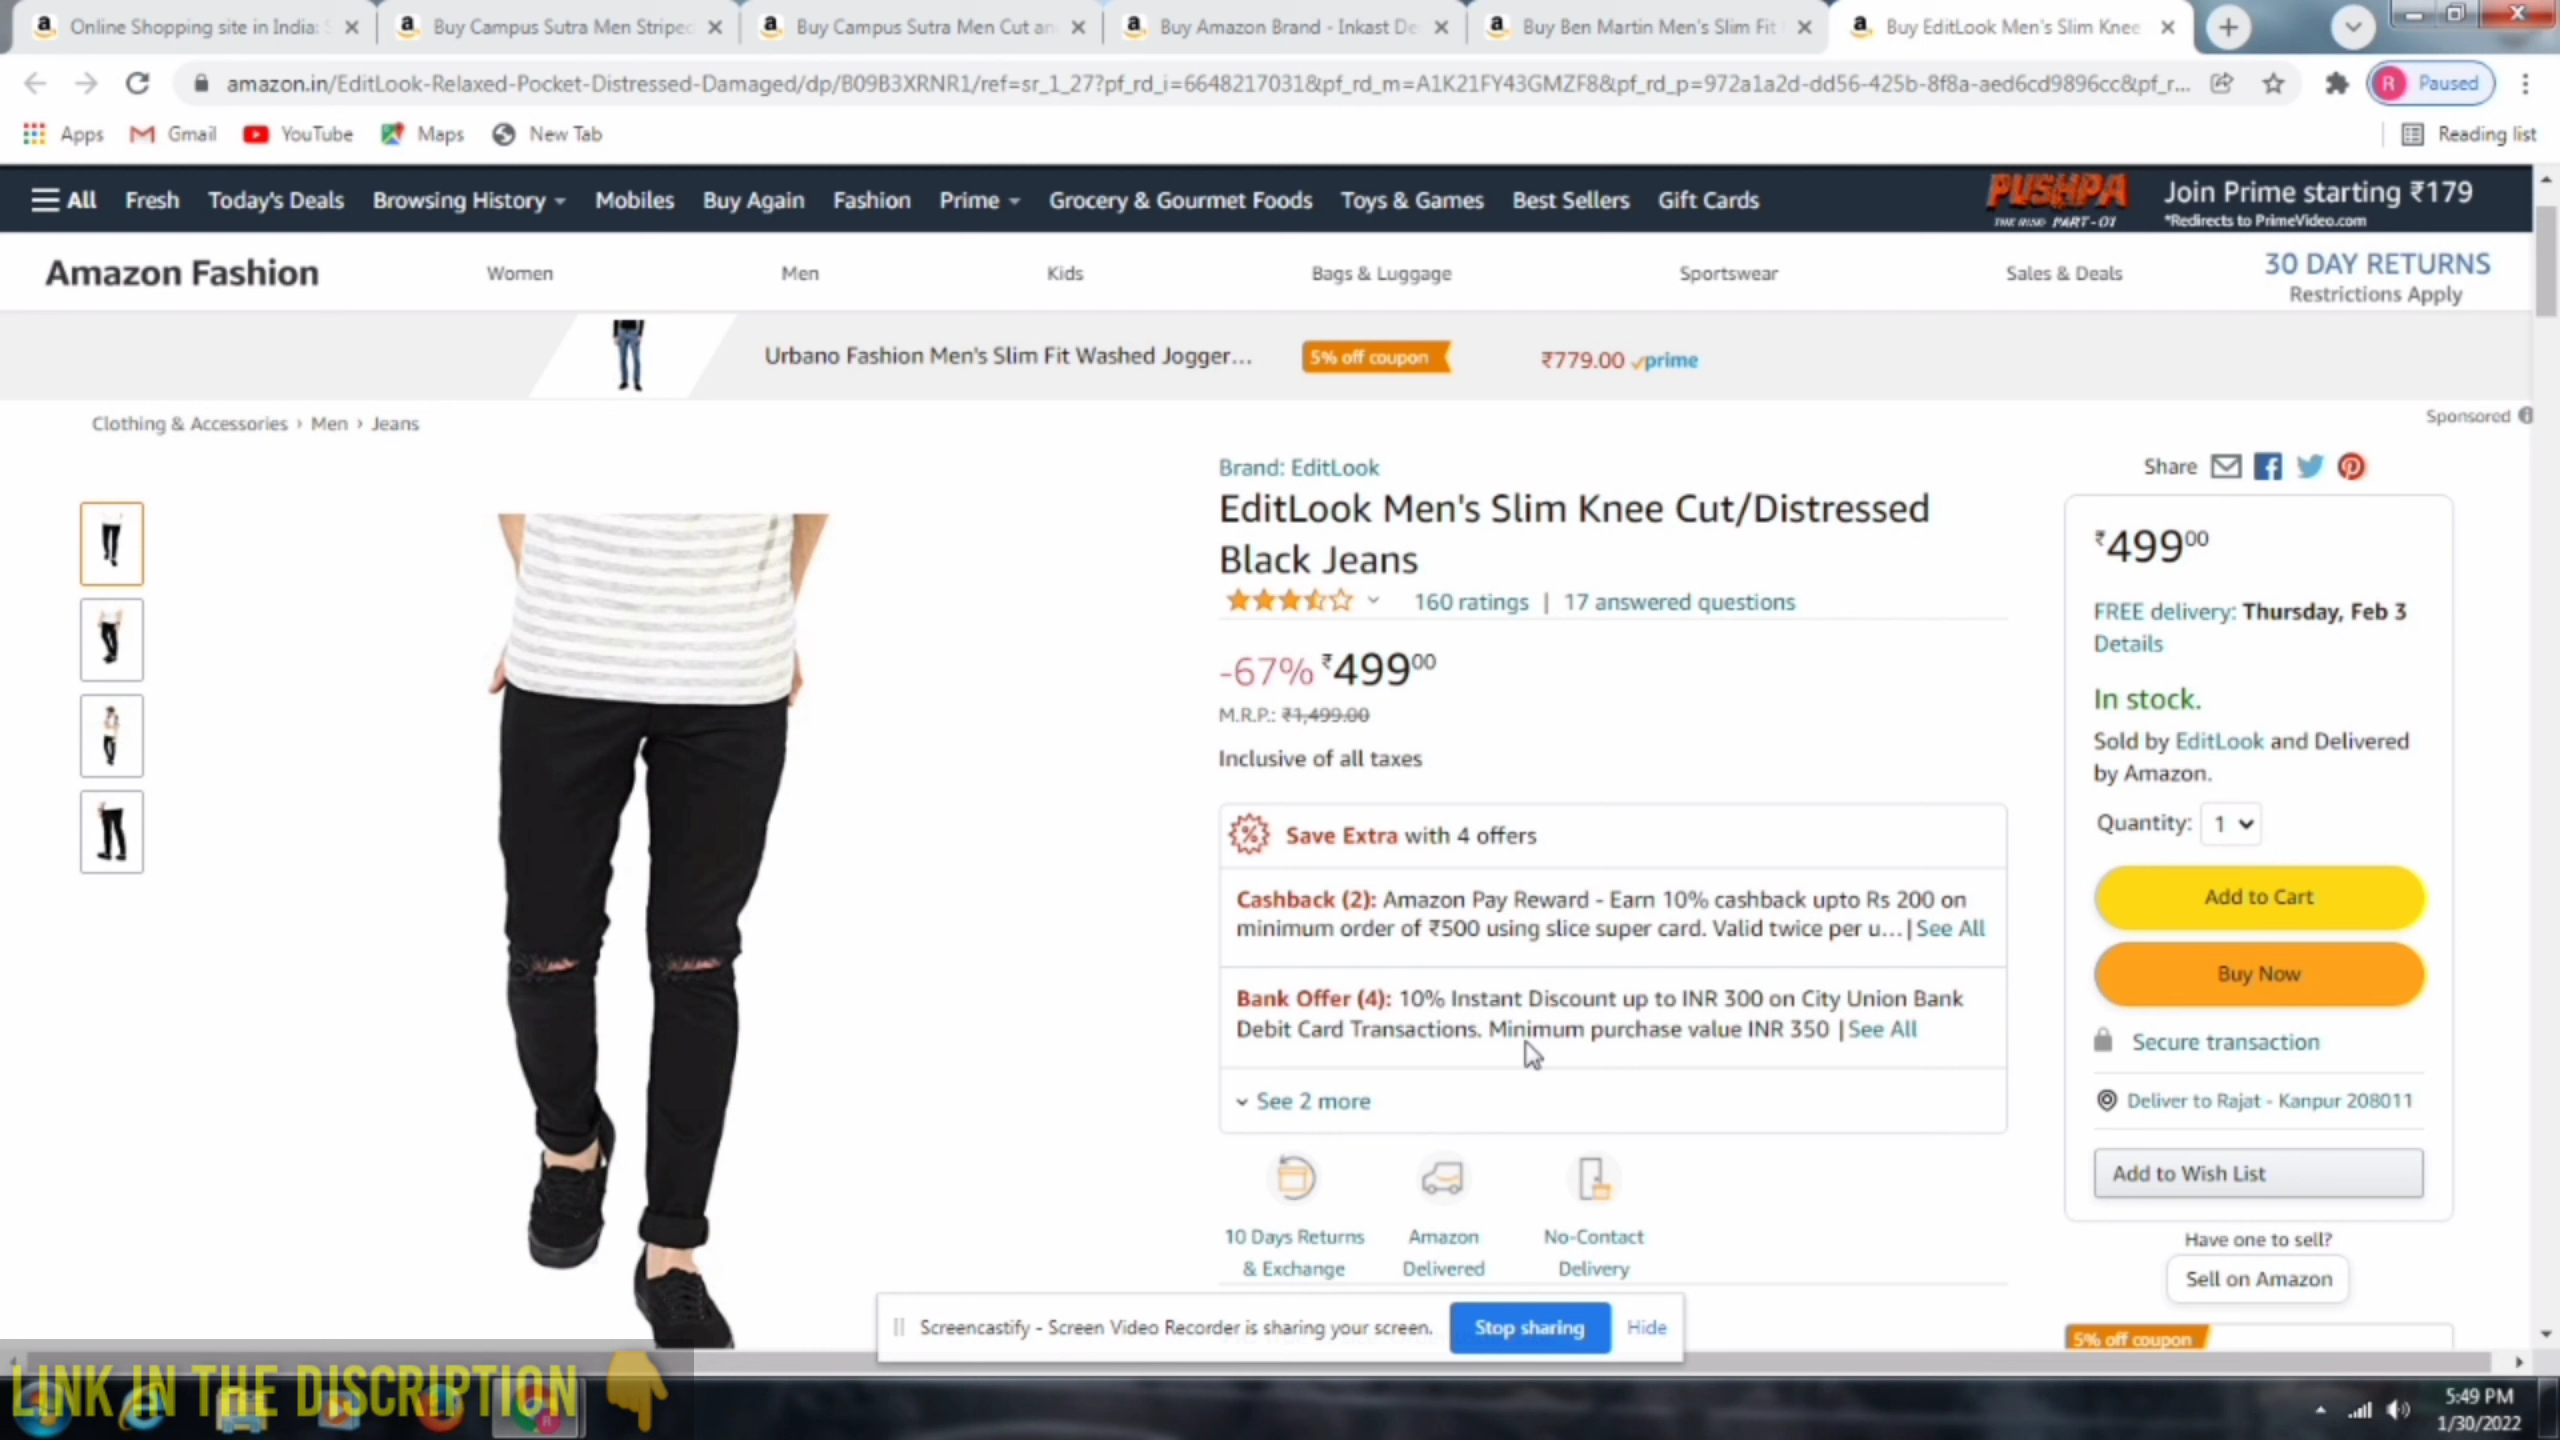 Online Shopping site in India:
Buy Campus Sutra Men Striped
Buy Campus Sutra Men Cut an
Buy Amazon Brand - Inkast De
Buy Ben Martin Men's Slim Fit
Buy EditLook Men's Slim Knee
amazon.in/EditLook-Relaxed-Pocket-Distressed-Damaged/dp/B09B3XRNR1/ref=sr_1_27?pf_rd_i=6648217031&pf_rd_m=A1K21FY43GMZF8&pf_rd_p=972a1a2d-dd56-425b-8f8a-aed6cd9896cc&pf_r...
R Paused
Apps Gmail YouTube Maps New Tab
Reading list
All Fresh Today's Deals Browsing History Mobiles Buy Again Fashion Prime Grocery & Gourmet Foods Toys & Games Best Sellers Gift Cards
PUSHPA
THE RISE PART-01
Join Prime starting ₹179
*Redirects to PrimeVideo.com
Amazon Fashion
Women Men Kids Bags & Luggage Sportswear Sales & Deals
30 DAY RETURNS
Restrictions Apply
Urbano Fashion Men's Slim Fit Washed Jogger...
5% off coupon
₹779.00 prime
Sponsored
Clothing & Accessories › Men › Jeans
Brand: EditLook
EditLook Men's Slim Knee Cut/Distressed
Black Jeans
160 ratings | 17 answered questions
-67% ₹499 00
M.R.P.: ₹1,499.00
Inclusive of all taxes
Save Extra with 4 offers
Cashback (2): Amazon Pay Reward - Earn 10% cashback upto Rs 200 on
minimum order of ₹500 using slice super card. Valid twice per u... | See All
Bank Offer (4): 10% Instant Discount up to INR 300 on City Union Bank
Debit Card Transactions. Minimum purchase value INR 350 | See All
See 2 more
10 Days Returns
& Exchange
Amazon
Delivered
No-Contact
Delivery
Share
₹499 00
FREE delivery: Thursday, Feb 3
Details
In stock.
Sold by EditLook and Delivered
by Amazon.
Quantity: 1
Add to Cart
Buy Now
Secure transaction
Deliver to Rajat - Kanpur 208011
Add to Wish List
Have one to sell?
Sell on Amazon
5% off coupon
Screencastify - Screen Video Recorder is sharing your screen. Stop sharing Hide
LINK IN THE DISCRIPTION
5:49 PM
1/30/2022